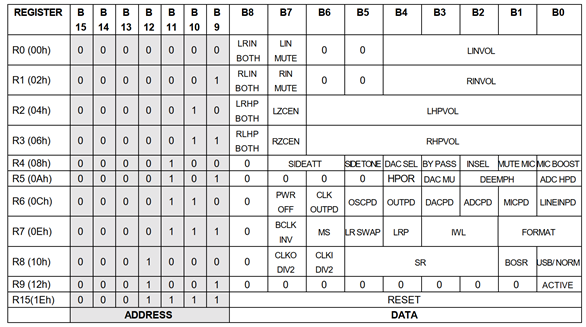 REGISTER B 15 B 14 B 13 B 12 B 11 B 10 B 9 B8 B7 B6 B5 B4 B3 B2 B1 B0
R0 (00h) 0 0 0 0 0 0 0 LRIN BOTH LIN MUTE 0 0 LINVOL
R1 (02h) 0 0 0 0 0 0 1 RLIN BOTH RIN MUTE 0 0 RINVOL
R2 (04h) 0 0 0 0 0 1 0 LRHP BOTH LZCEN LHPVOL
R3 (06h) 0 0 0 0 0 1 1 RLHP BOTH RZCEN RHPVOL
R4 (08h) 0 0 0 0 1 0 0 0 SIDEATT SIDETONE DAC SEL BY PASS INSEL MUTE MIC MIC BOOST
R5 (0Ah) 0 0 0 0 1 0 1 0 0 0 0 HPOR DAC MU DEEMPH ADC HPD
R6 (0Ch) 0 0 0 0 1 1 0 0 PWR OFF CLK OUTPD OSCPD OUTPD DACPD ADCPD MICPD LINEINPD
R7 (0Eh) 0 0 0 0 1 1 1 0 BCLK INV MS LR SWAP LRP IWL FORMAT
R8 (10h) 0 0 0 1 0 0 0 0 CLKO DIV2 CLKI DIV2 SR BOSR USB/ NORM
R9 (12h) 0 0 0 1 0 0 1 0 0 0 0 0 0 0 0 ACTIVE
R15(1Eh) 0 0 0 1 1 1 1 RESET
ADDRESS DATA